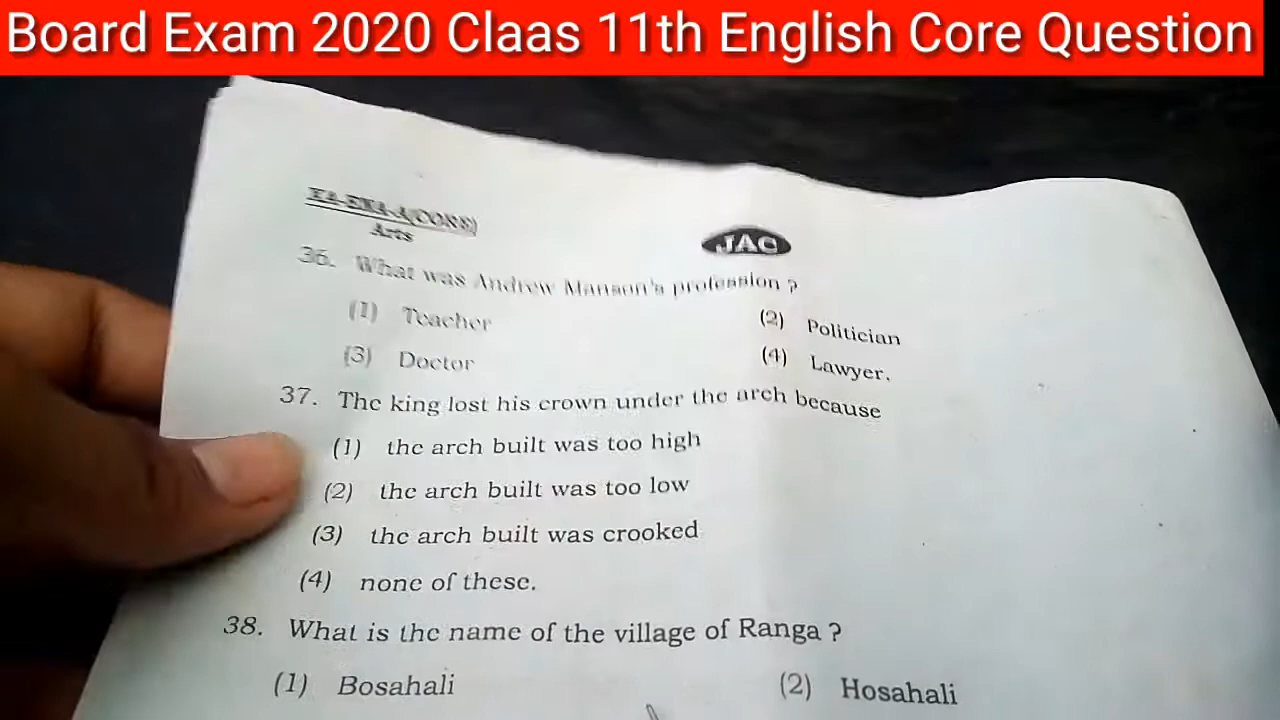 Board Exam 2020 Claas 11th English Core Question
XA-ENA-A(CORE)
Arts
JAC
36. What was Andrew Manson's profession ?
(1) Teacher (2) Politician
(3) Doctor (4) Lawyer.
37. The king lost his crown under the arch because
(1) the arch built was too high
(2) the arch built was too low
(3) the arch built was crooked
(4) none of these.
38. What is the name of the village of Ranga ?
(1) Bosahali (2) Hosahali